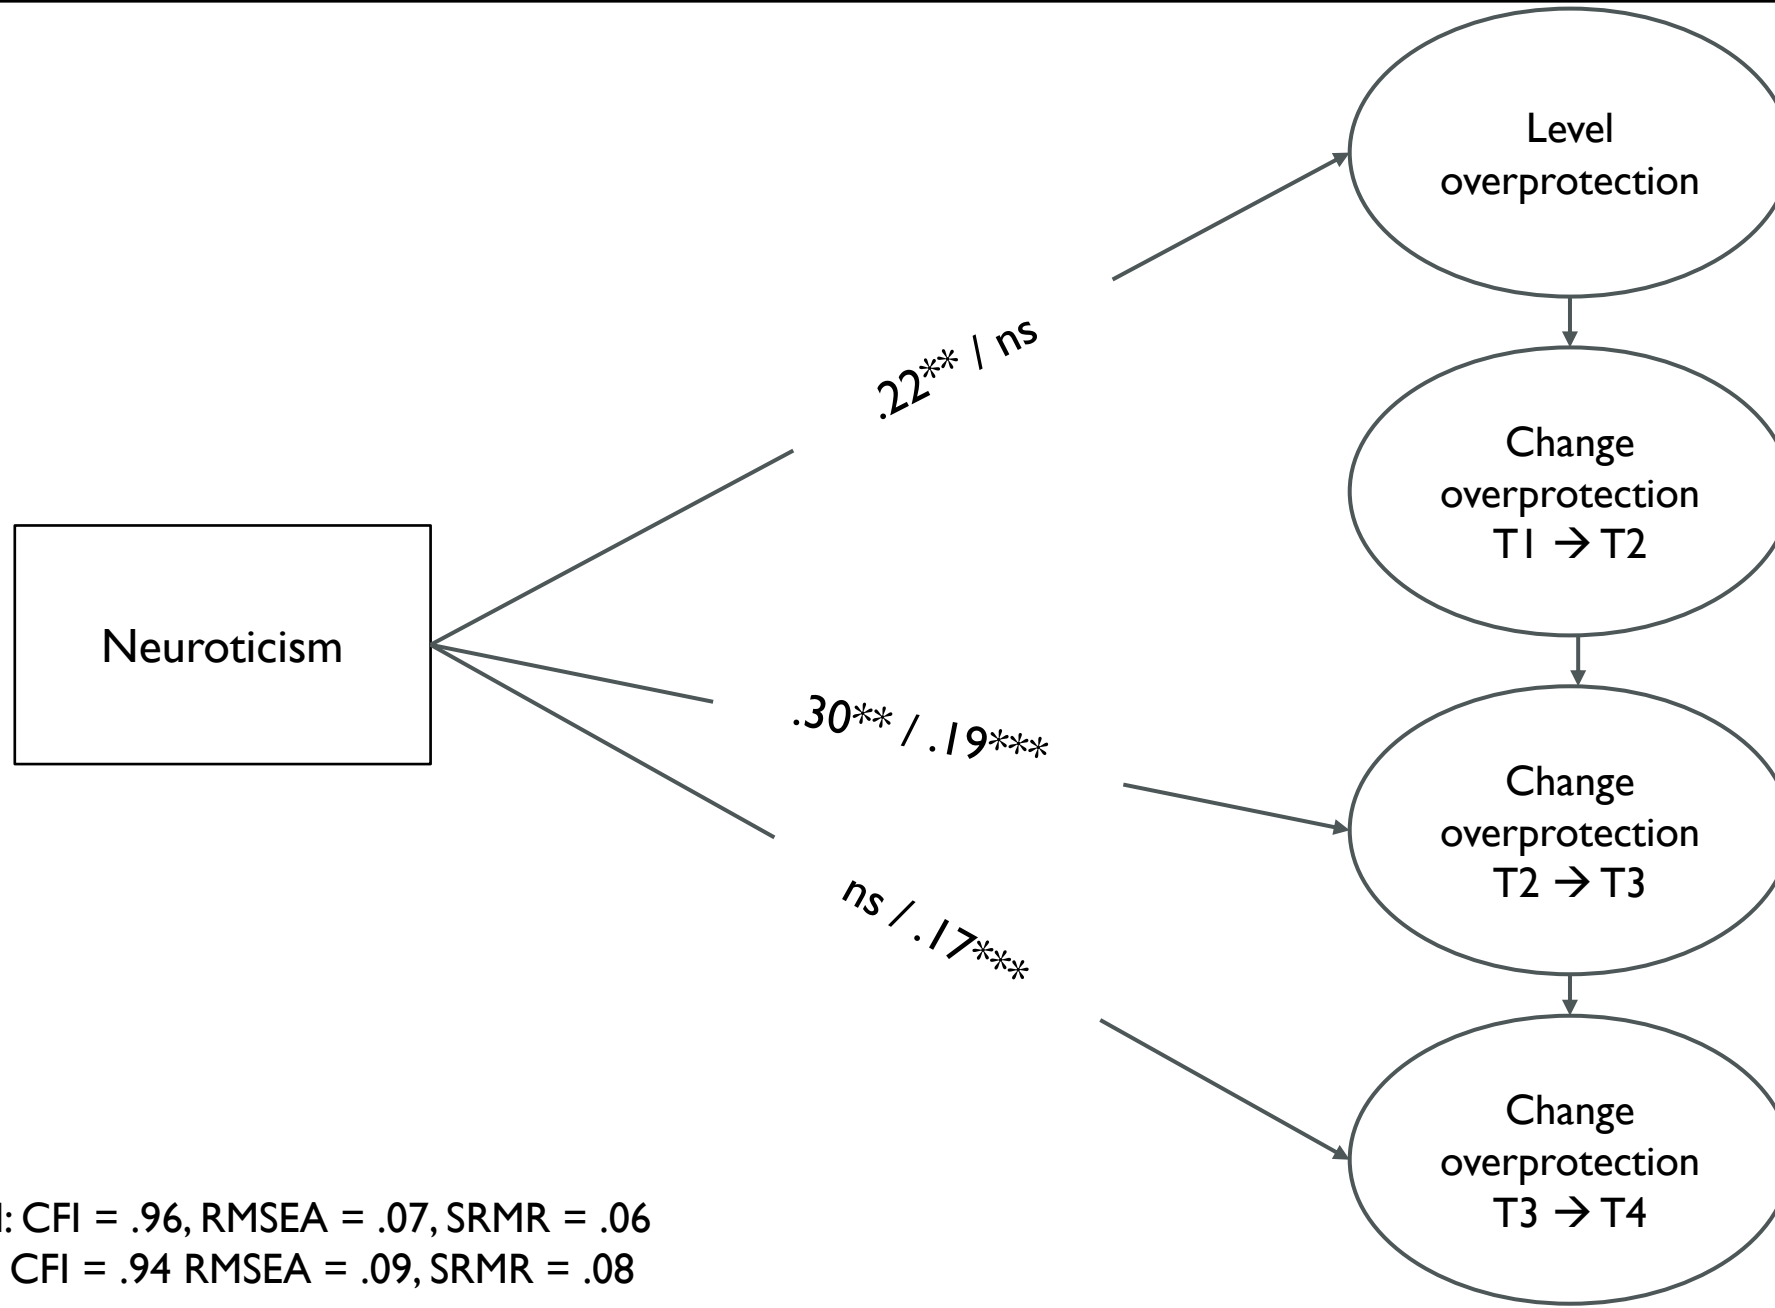 Level
overprotection
.22** / ns
Change
overprotection
T1 → T2
Neuroticism
.30** / .19***
Change
overprotection
T2 → T3
ns / .17***
Change
overprotection
T3 → T4
: CFI = .96, RMSEA = .07, SRMR = .06
CFI = .94 RMSEA = .09, SRMR = .08